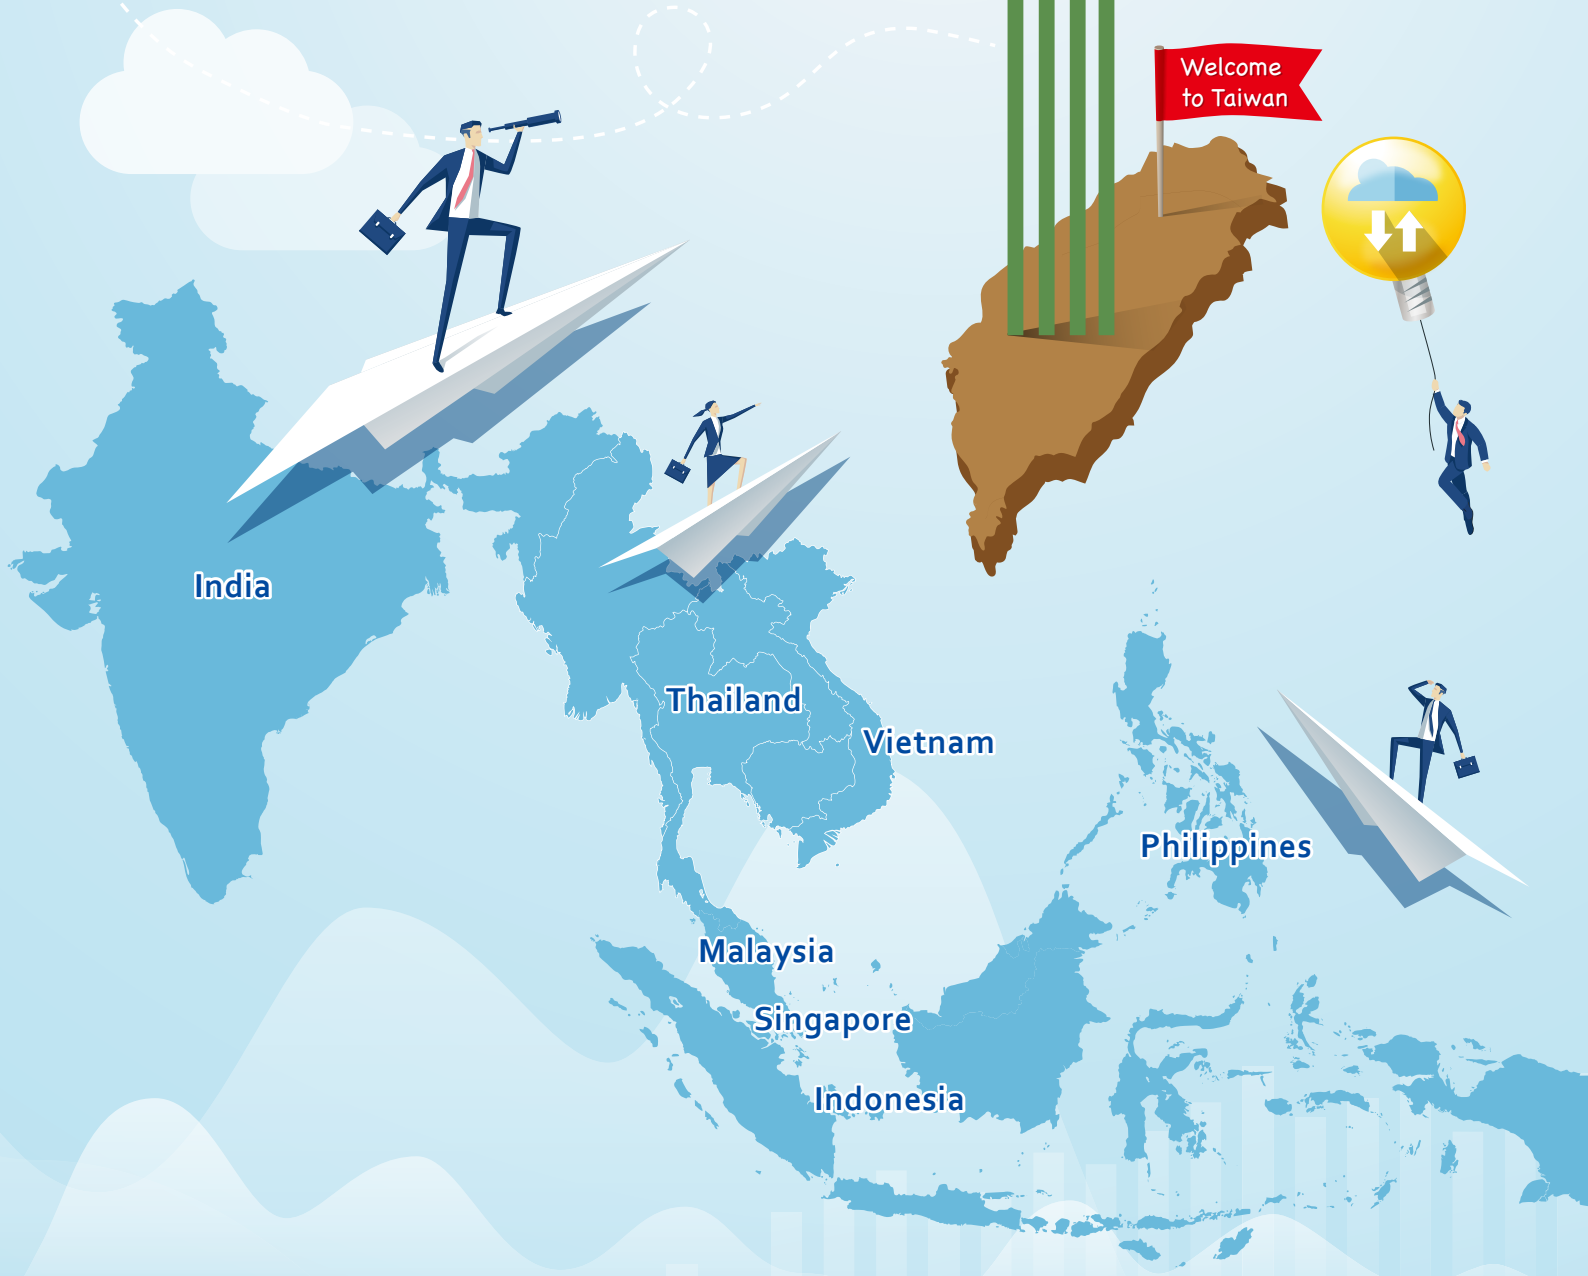 Welcome
to Taiwan
India
Thailand
Vietnam
Philippines
Malaysia
Singapore
Indonesia